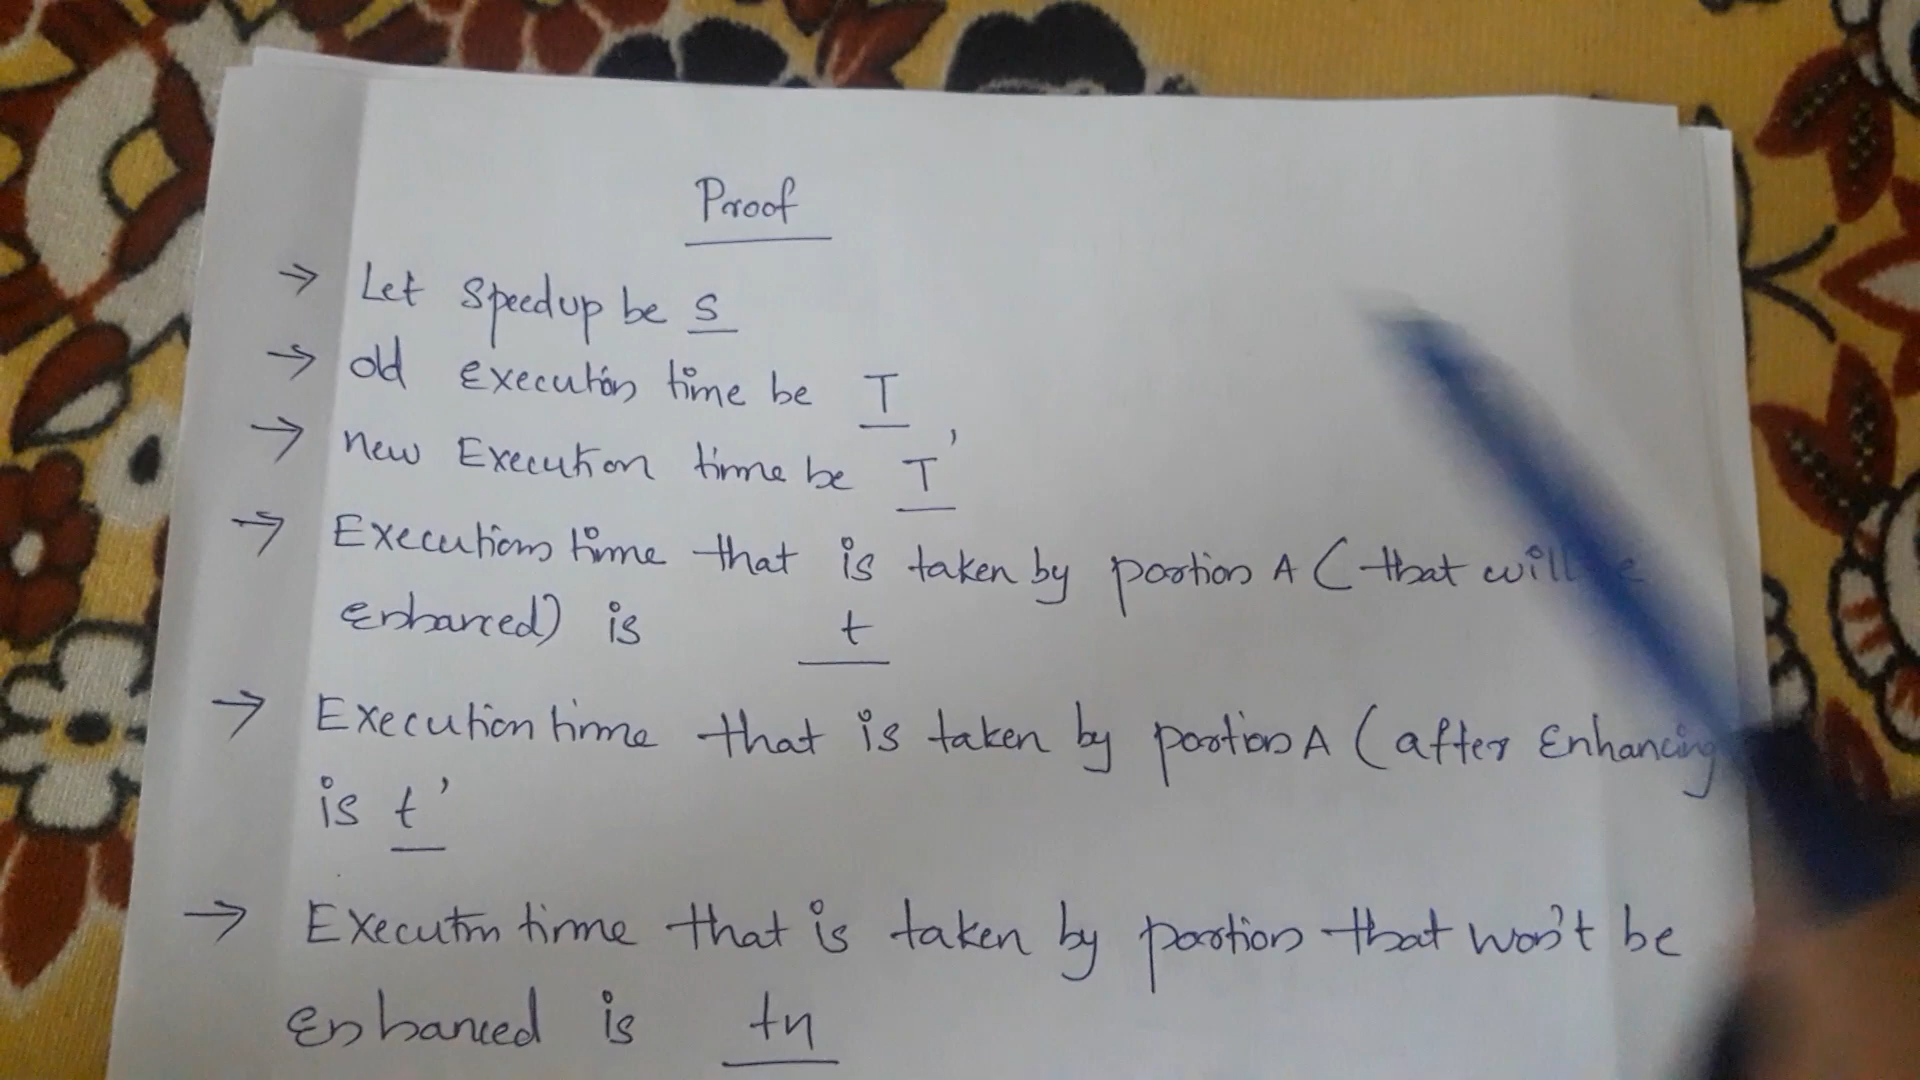 Proof
→ Let speedup be s
→ old execution time be T
→ new Execution time be T'
→ Execution time that is taken by portion A (that will
enhanced) is t
→ Execution time that is taken by portion A (after Enhancing
is t'
→ Execution time that is taken by portion that won't be
enhanced is tn